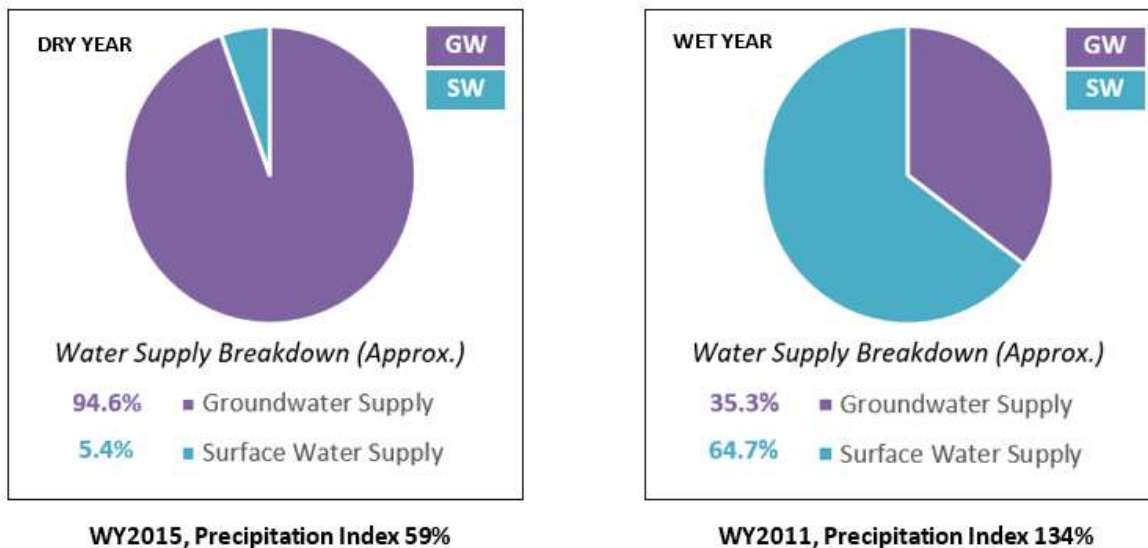 DRY YEAR
GW
SW
Water Supply Breakdown (Approx.)
94.6% Groundwater Supply
5.4% Surface Water Supply
WY2015, Precipitation Index 59%
WET YEAR
GW
SW
Water Supply Breakdown (Approx.)
35.3% Groundwater Supply
64.7% Surface Water Supply
WY2011, Precipitation Index 134%